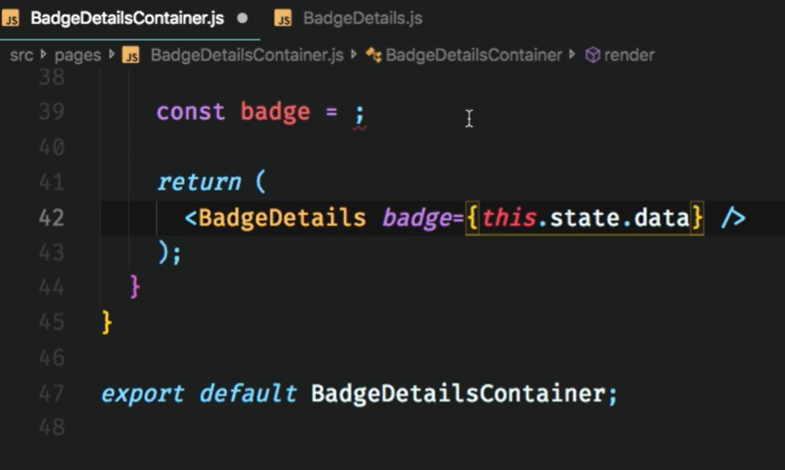 JS BadgeDetailsContainer.js ● JS BadgeDetails.js
src pages JS BadgeDetailsContainer.js BadgeDetailsContainer render
38
39 const badge = ;
40
41 return (
42 <BadgeDetails badge={this.state.data} />
43 );
44 }
45 }
46
47 export default BadgeDetailsContainer;
48